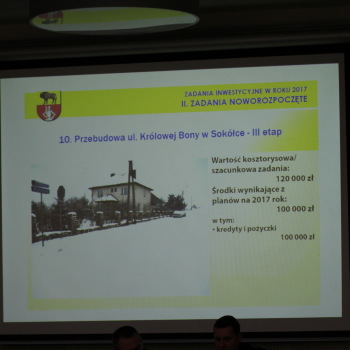 ZADANIA INWESTYCYJNE W ROKU 2017
II. ZADANIA NOWOROZPOCZĘTE
10. Przebudowa ul. Królowej Bony w Sokółce - III etap
Wartość kosztorysowa/
szacunkowa zadania:
120 000 zł
Środki wynikające z
planów na 2017 rok:
100 000 zł
w tym:
• kredyty i pożyczki
100 000 zł